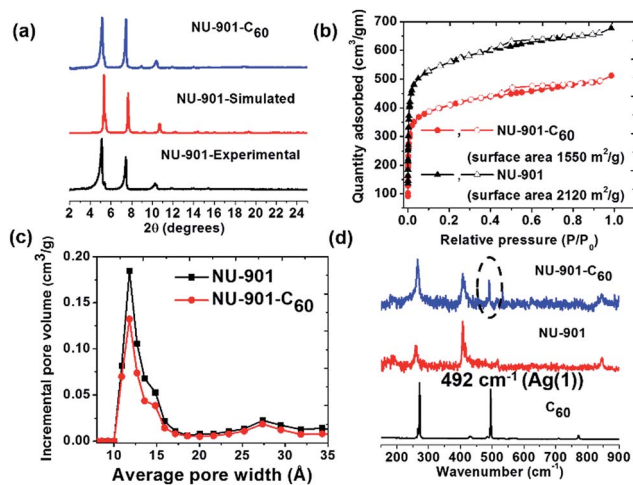 (a)
NU-901-C60
NU-901-Simulated
NU-901-Experimental
2 4 6 8 10 12 14 16 18 20 22 24
2θ (degrees)
(b)
Quantity adsorbed (cm³/gm)
700
600
500
400
300
200
100
, NU-901-C60
(surface area 1550 m²/g)
, NU-901
(surface area 2120 m²/g)
0.0 0.2 0.4 0.6 0.8 1.0
Relative pressure (P/P0)
(c)
Incremental pore volume (cm³/g)
0.20
0.15
0.10
0.05
0.00
NU-901
NU-901-C60
5 10 15 20 25 30 35
Average pore width (Å)
(d)
NU-901-C60
NU-901
492 cm⁻¹ (Ag(1))
C60
200 300 400 500 600 700 800 900
Wavenumber (cm⁻¹)